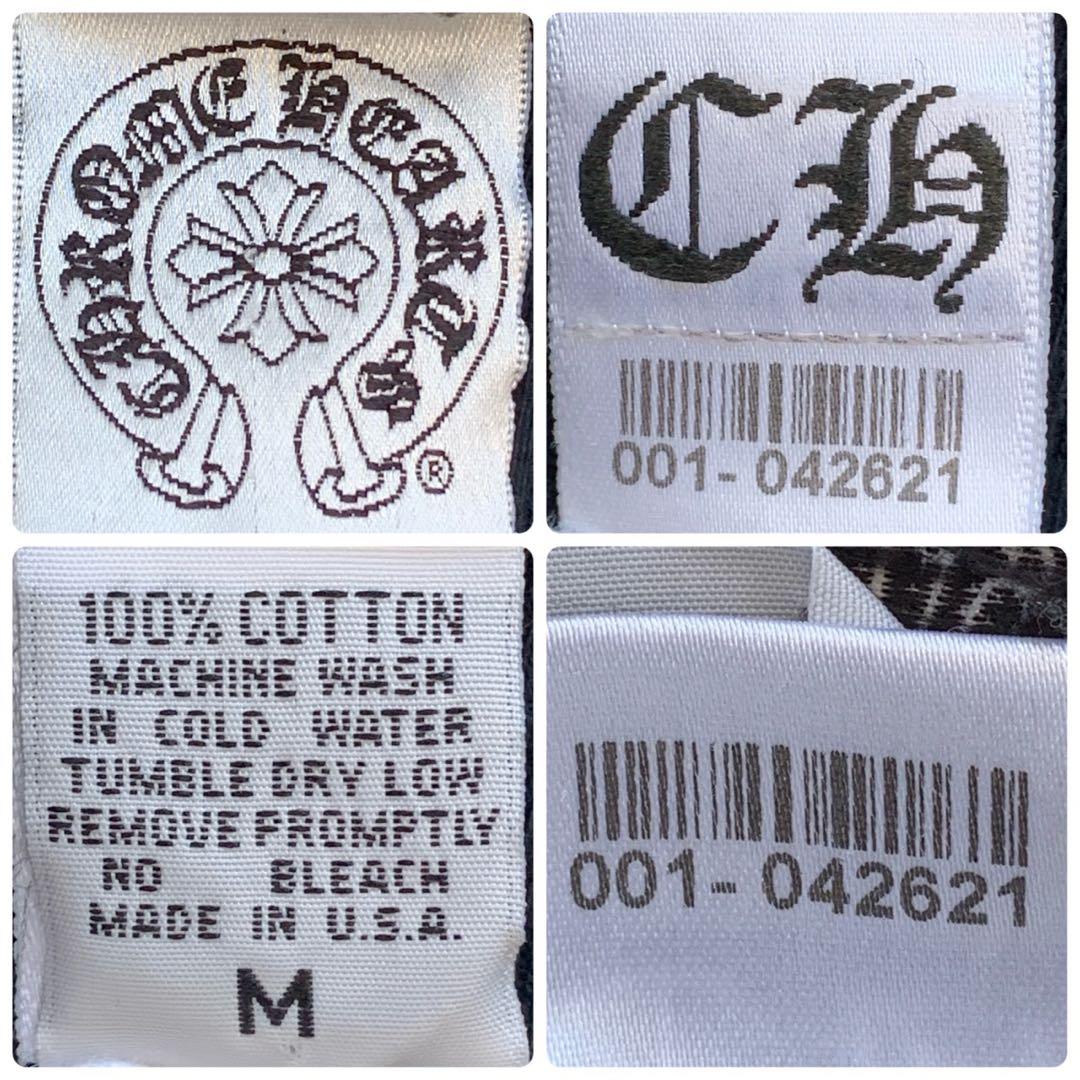 CHROME HEARTS
®
CH
001-042621
100% COTTON
MACHINE WASH
IN COLD WATER
TUMBLE DRY LOW
REMOVE PROMPTLY
NO BLEACH
MADE IN U.S.A.
M
001-042621